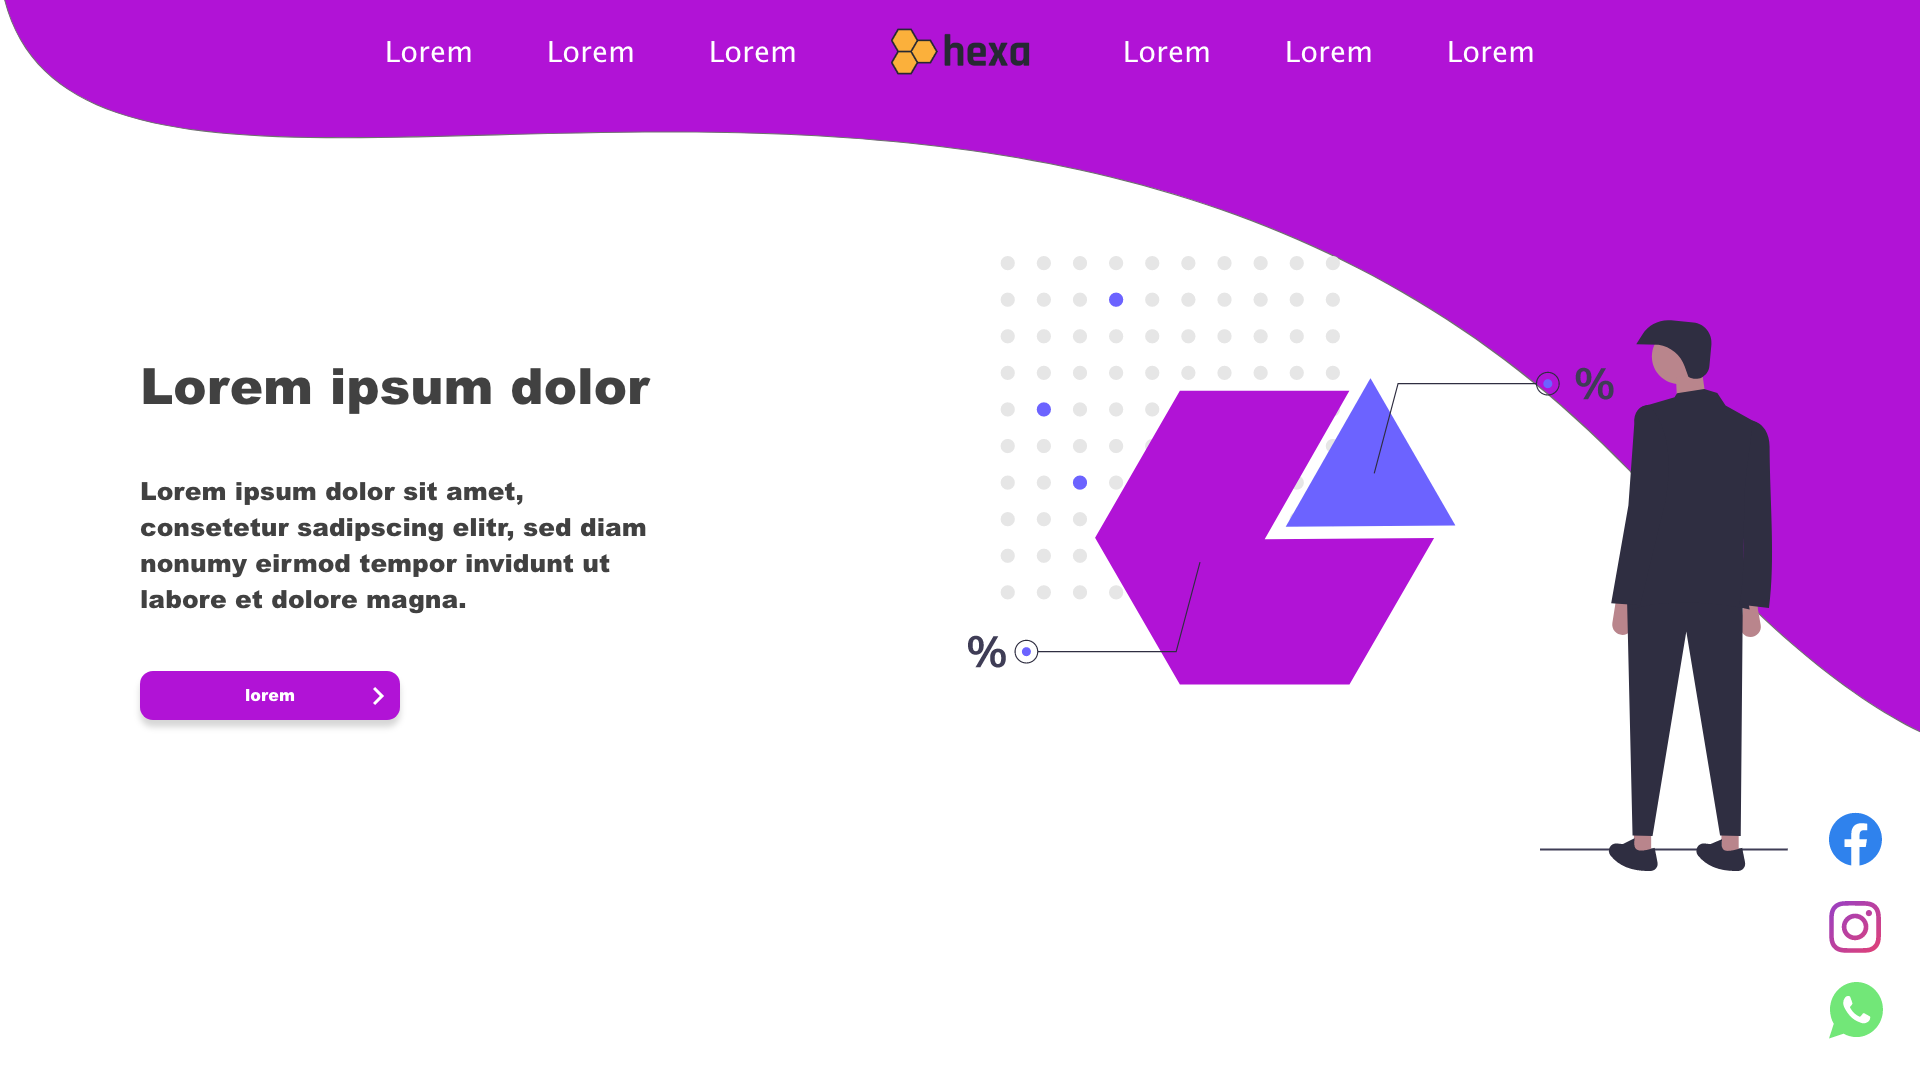 Lorem Lorem Lorem hexa Lorem Lorem Lorem
Lorem ipsum dolor
Lorem ipsum dolor sit amet,
consetetur sadipscing elitr, sed diam
nonumy eirmod tempor invidunt ut
labore et dolore magna.
lorem
%
%